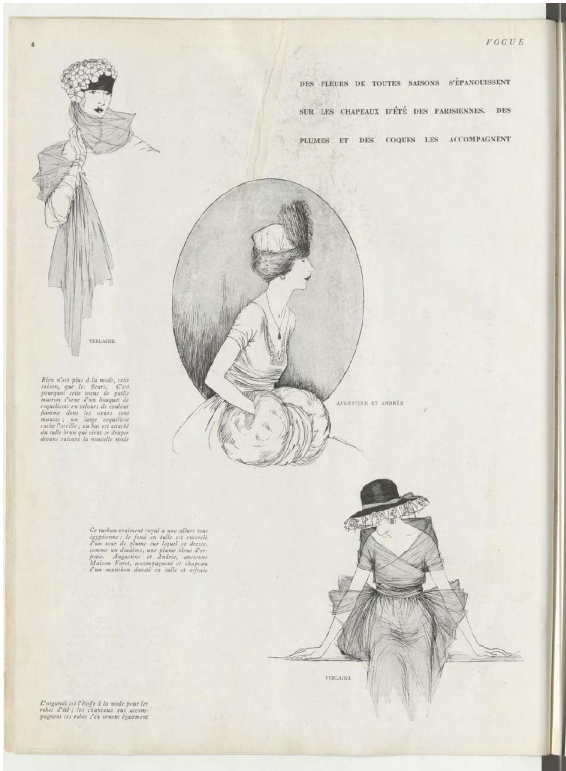 4
VOGUE
DES FLEURS DE TOUTES SAISONS S'ÉPANOUISSENT
SUR LES CHAPEAUX D'ÉTÉ DES PARISIENNES. DES
PLUMES ET DES COQUES LES ACCOMPAGNENT
VERLAINE
Rien n'est plus à la mode, cette
saison, que les fleurs. C'est
pourquoi cette toque de paille
marron s'orne d'un bouquet de
coquelicots en velours de couleur
flamme dont les cœurs sont
mauves; un large coquelicot
cache l'oreille; au bas est attaché
du tulle brun qui vient se draper
devant suivant la nouvelle mode
AUGUSTINE ET ANDRÉE
Ce turban vraiment royal a une allure tout
égyptienne: le fond en tulle est encerclé
d'un tour de plume sur lequel se dresse,
comme un diadème, une plume bleue d'or-
fraie. Augustine et Andrée, ancienne
Maison Forst, accompagnent ce chapeau
d'un manchon duveté en tulle et orfraie
VERLAINE
L'organdi est l'étoffe à la mode pour les
robes d'été; les chapeaux qui accom-
pagnent ces robes s'en ornent également